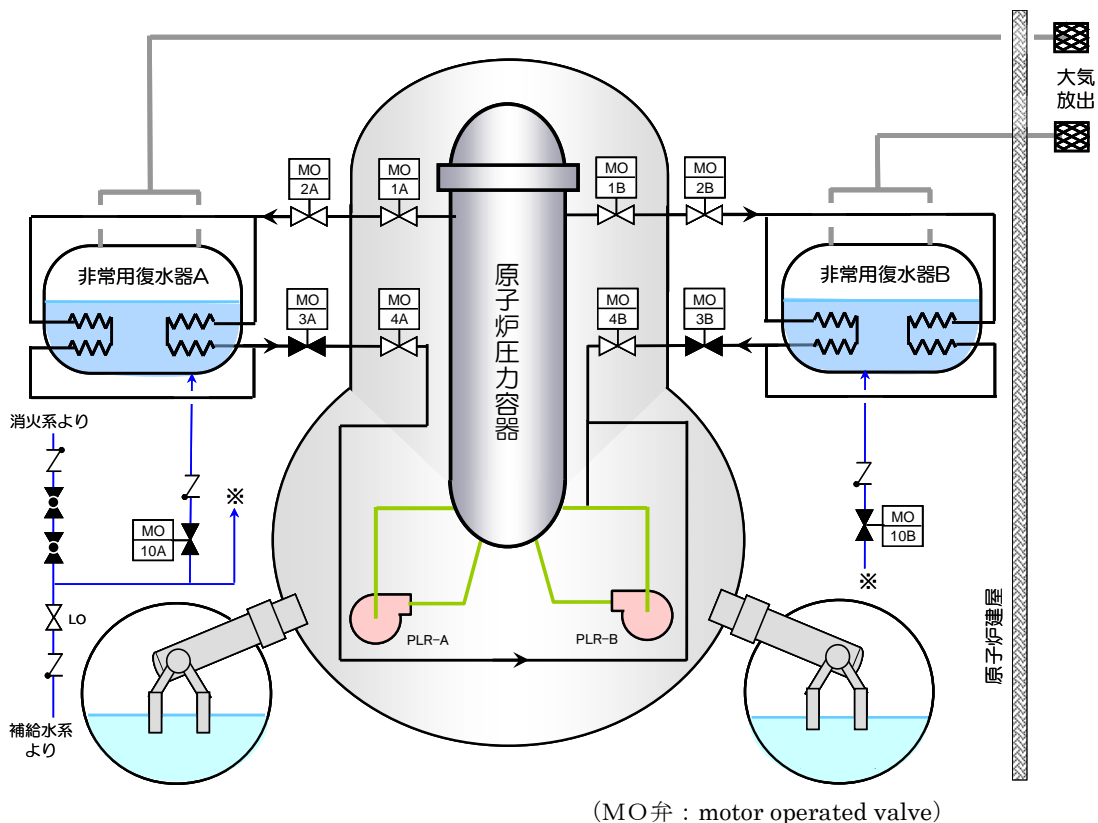 大気
放出
MO
2A
MO
1A
MO
1B
MO
2B
非常用復水器A
原子炉圧力容器
非常用復水器B
MO
3A
MO
4A
MO
4B
MO
3B
消火系より
※
MO
10A
MO
10B
※
LO
PLR-A
PLR-B
原子炉建屋
補給水系
より
(MO弁：motor operated valve)